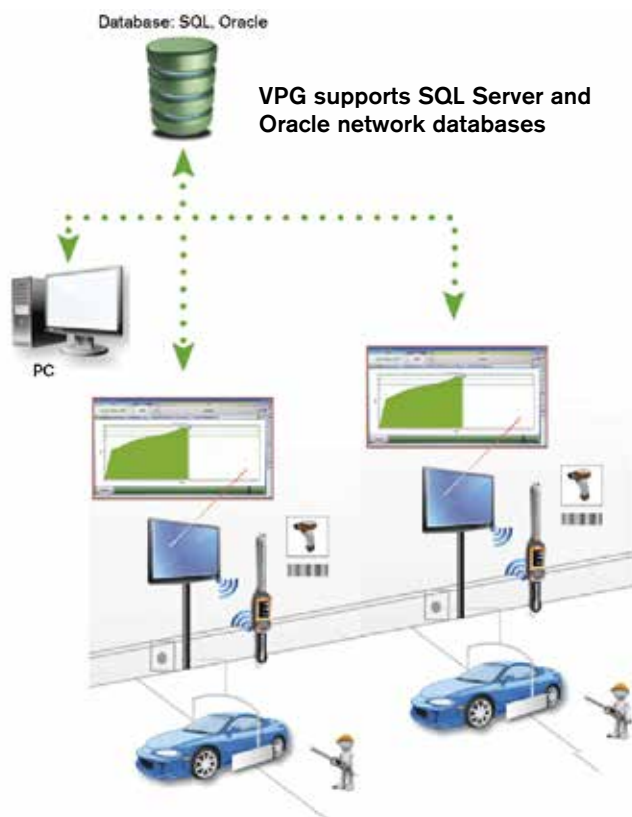 Database: SQL, Oracle
VPG supports SQL Server and
Oracle network databases
PC